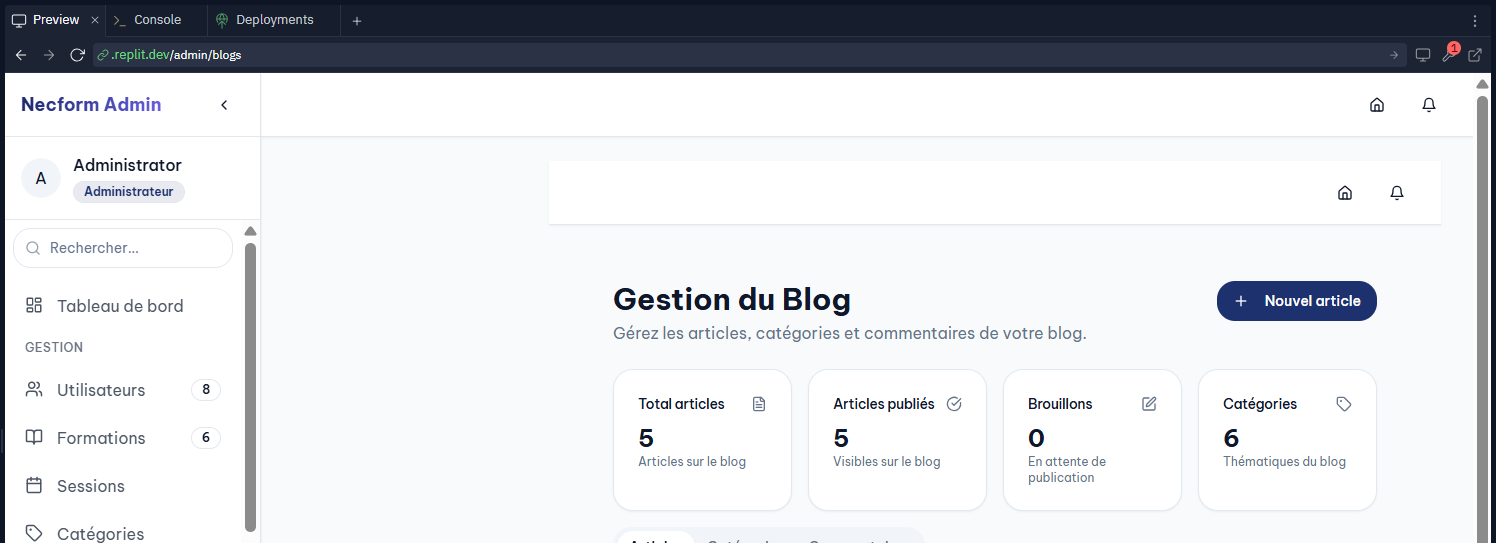 Preview
Console
Deployments
.replit.dev/admin/blogs
1
Necform Admin
A
Administrator
Administrateur
Rechercher...
Tableau de bord
GESTION
Utilisateurs 8
Formations 6
Sessions
Catégories
Gestion du Blog
Gérez les articles, catégories et commentaires de votre blog.
Nouvel article
Total articles
5
Articles sur le blog
Articles publiés
5
Visibles sur le blog
Brouillons
0
En attente de
publication
Catégories
6
Thématiques du blog